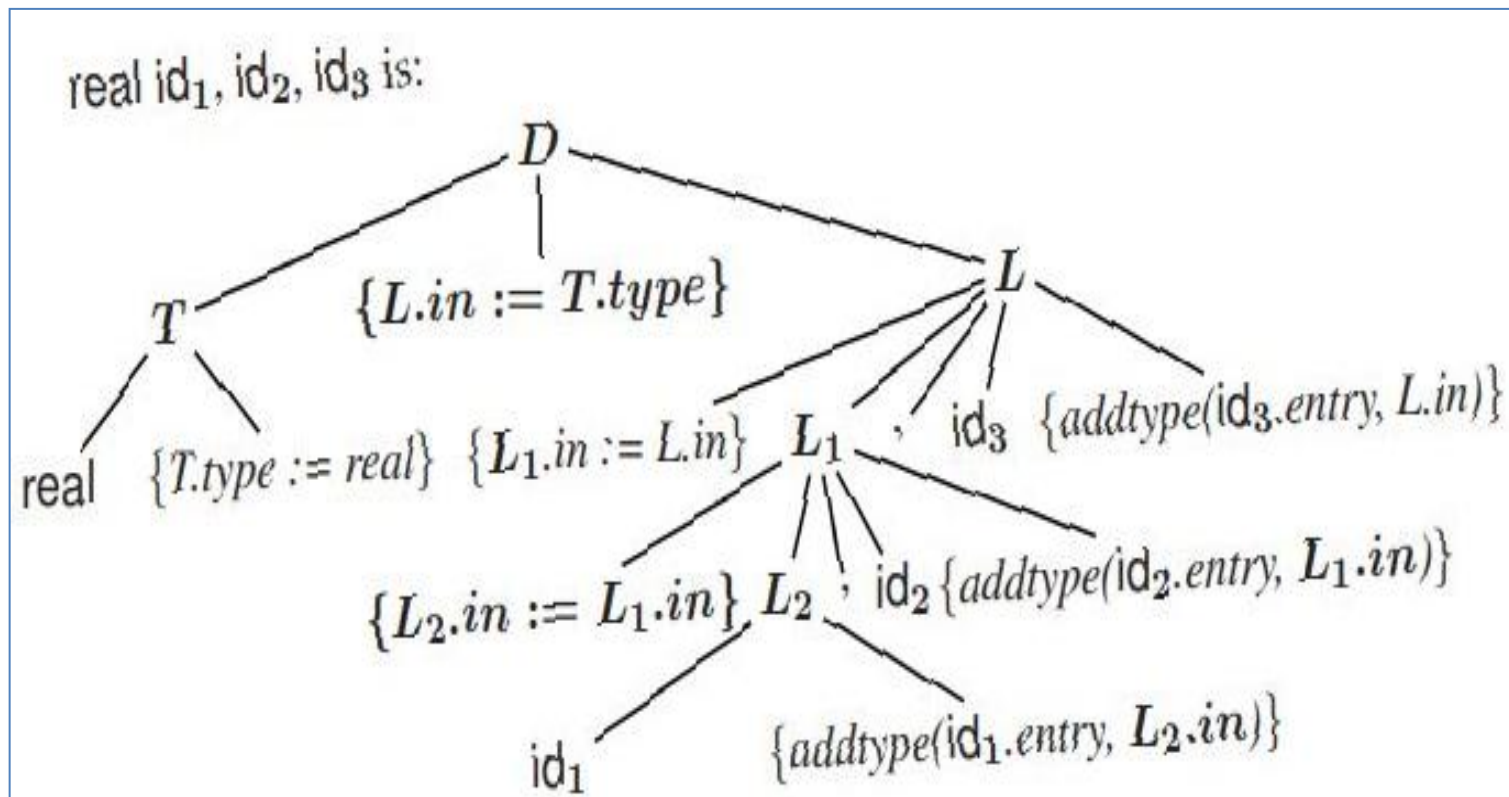 real id₁, id₂, id₃ is:
D
T {L.in := T.type} L
real {T.type := real} {L₁.in := L.in} L₁ , id₃ {addtype(id₃.entry, L.in)}
{L₂.in := L₁.in} L₂ , id₂ {addtype(id₂.entry, L₁.in)}
id₁ {addtype(id₁.entry, L₂.in)}